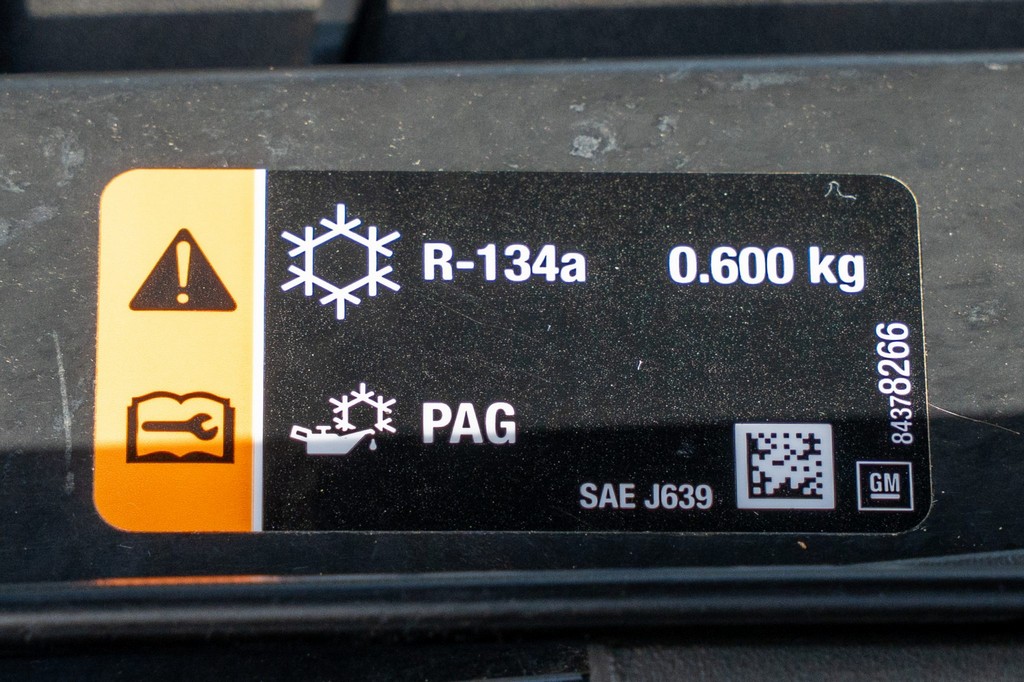 R-134a 0.600 kg
PAG
SAE J639
84378266
GM